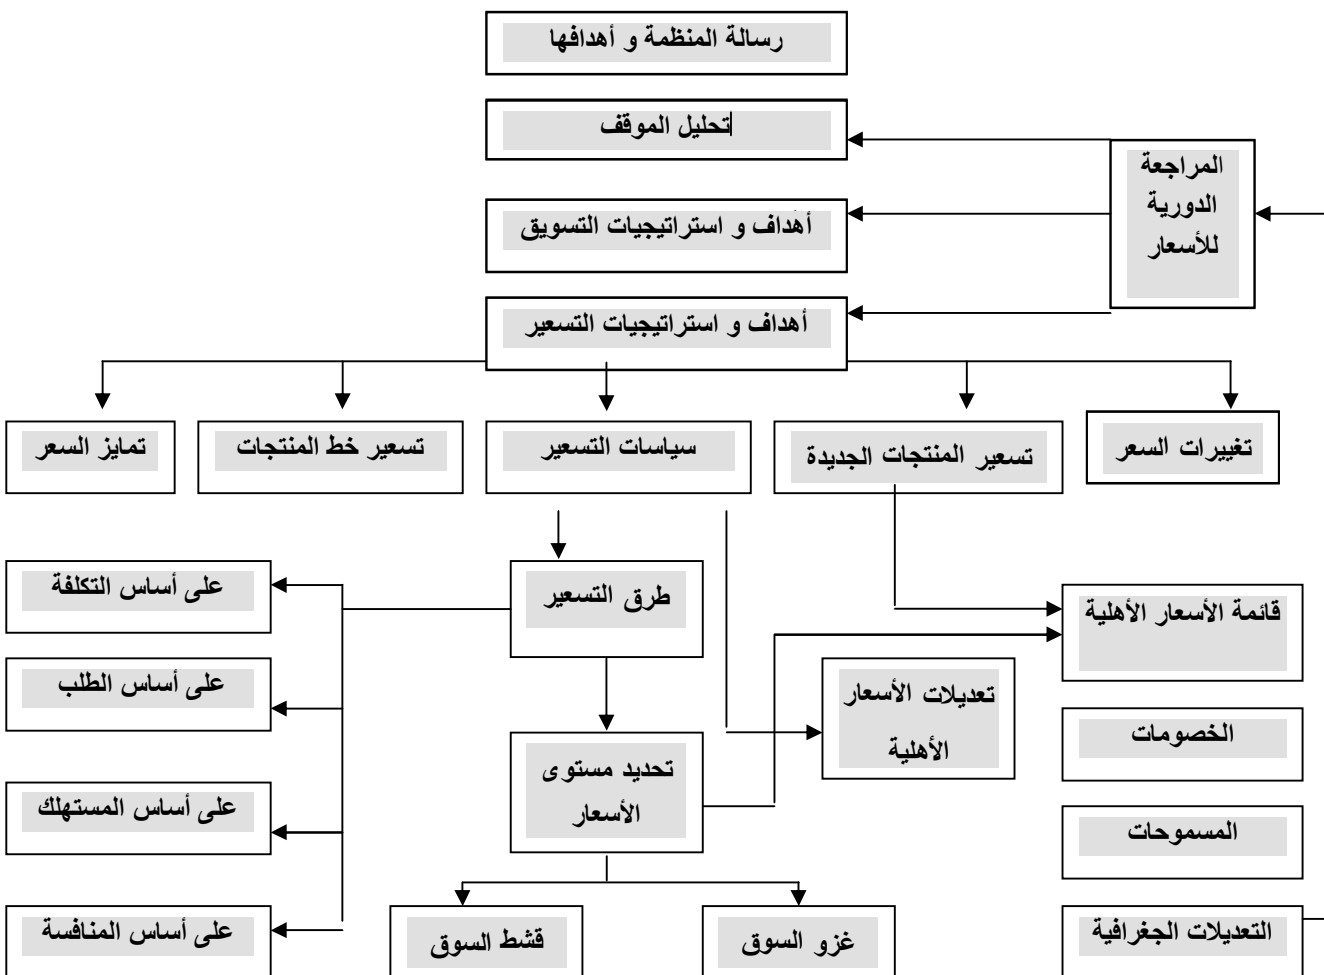 رسالة المنظمة و أهدافها
تحليل الموقف
المراجعة
الدورية
للأسعار
أهداف و استراتيجيات التسويق
أهداف و استراتيجيات التسعير
تغييرات السعر
تسعير المنتجات الجديدة
سياسات التسعير
تسعير خط المنتجات
تمايز السعر
طرق التسعير
على أساس التكلفة
قائمة الأسعار الأهلية
على أساس الطلب
تعديلات الأسعار
الأهلية
الخصومات
تحديد مستوى
الأسعار
على أساس المستهلك
المسموحات
التعديلات الجغرافية
غزو السوق
قشط السوق
على أساس المنافسة